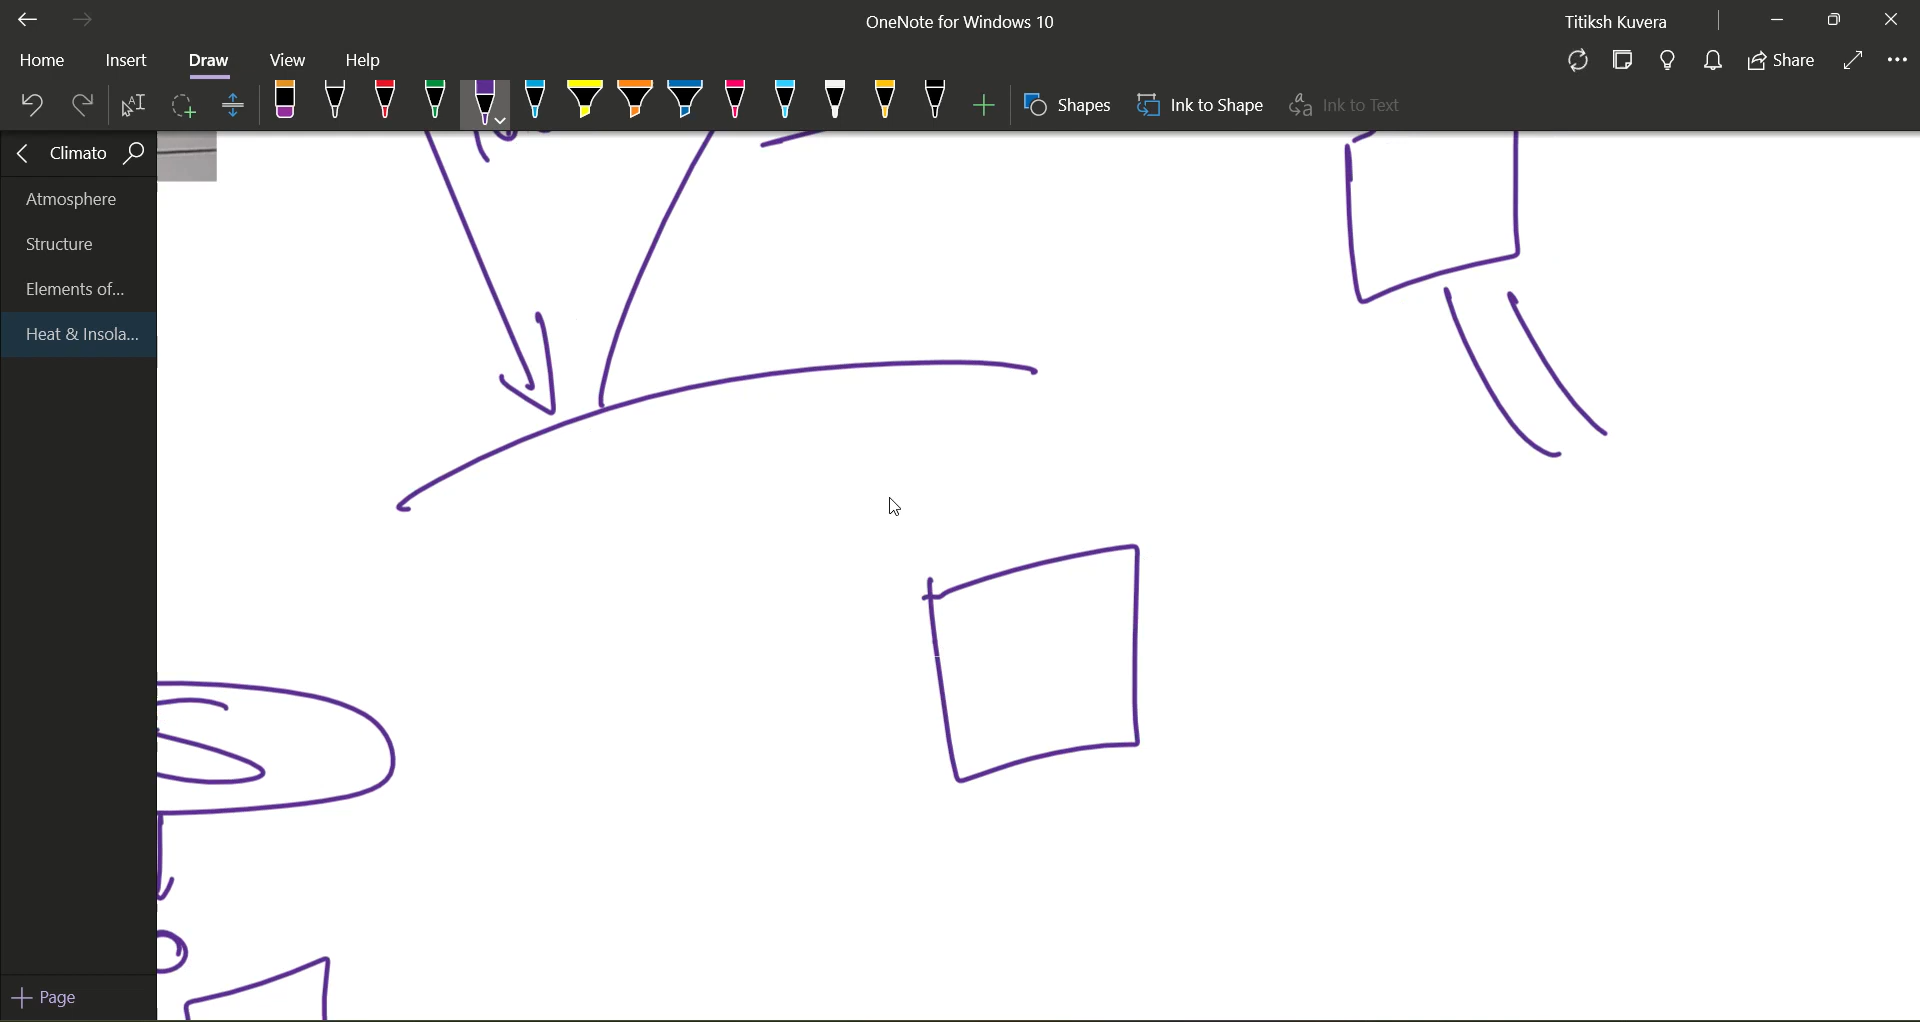 OneNote for Windows 10
Titiksh Kuvera
Home Insert Draw View Help
Share
Shapes Ink to Shape Ink to Text
Climato
Atmosphere
Structure
Elements of...
Heat & Insola...
Page